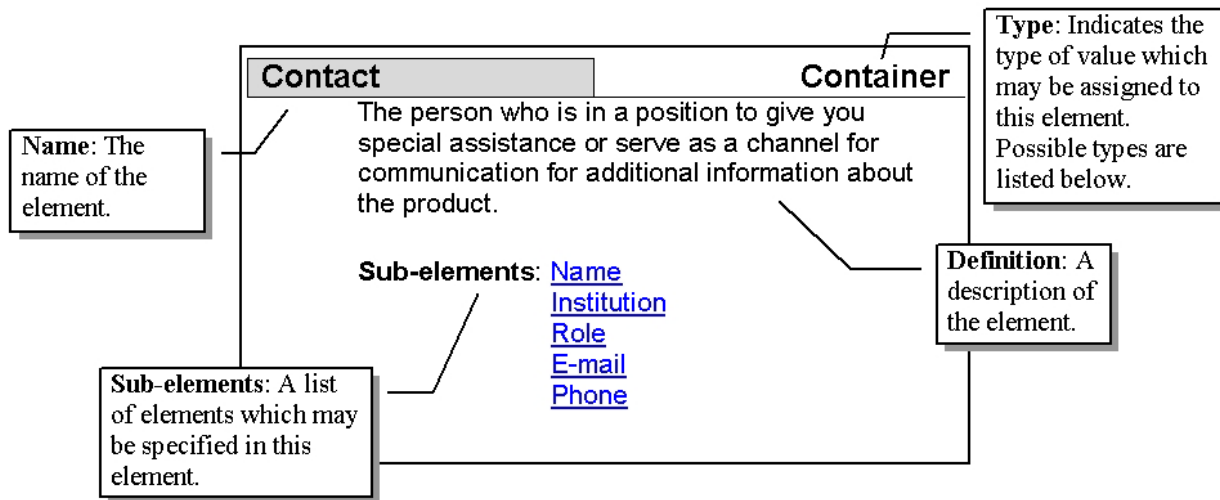 Contact
Container
The person who is in a position to give you
special assistance or serve as a channel for
communication for additional information about
the product.
Sub-elements: Name
Institution
Role
E-mail
Phone
Name: The
name of the
element.
Type: Indicates the
type of value which
may be assigned to
this element.
Possible types are
listed below.
Definition: A
description of
the element.
Sub-elements: A list
of elements which may
be specified in this
element.